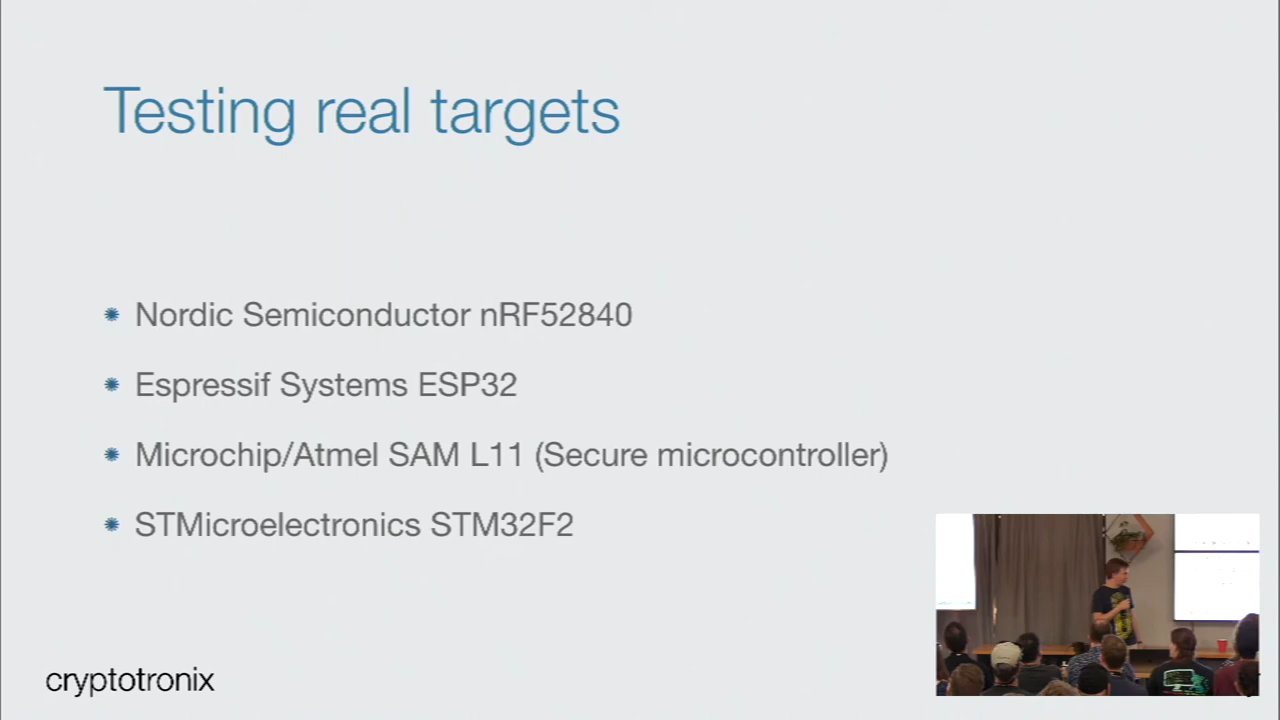 Testing real targets
Nordic Semiconductor nRF52840
Espressif Systems ESP32
Microchip/Atmel SAM L11 (Secure microcontroller)
STMicroelectronics STM32F2
cryptotronix